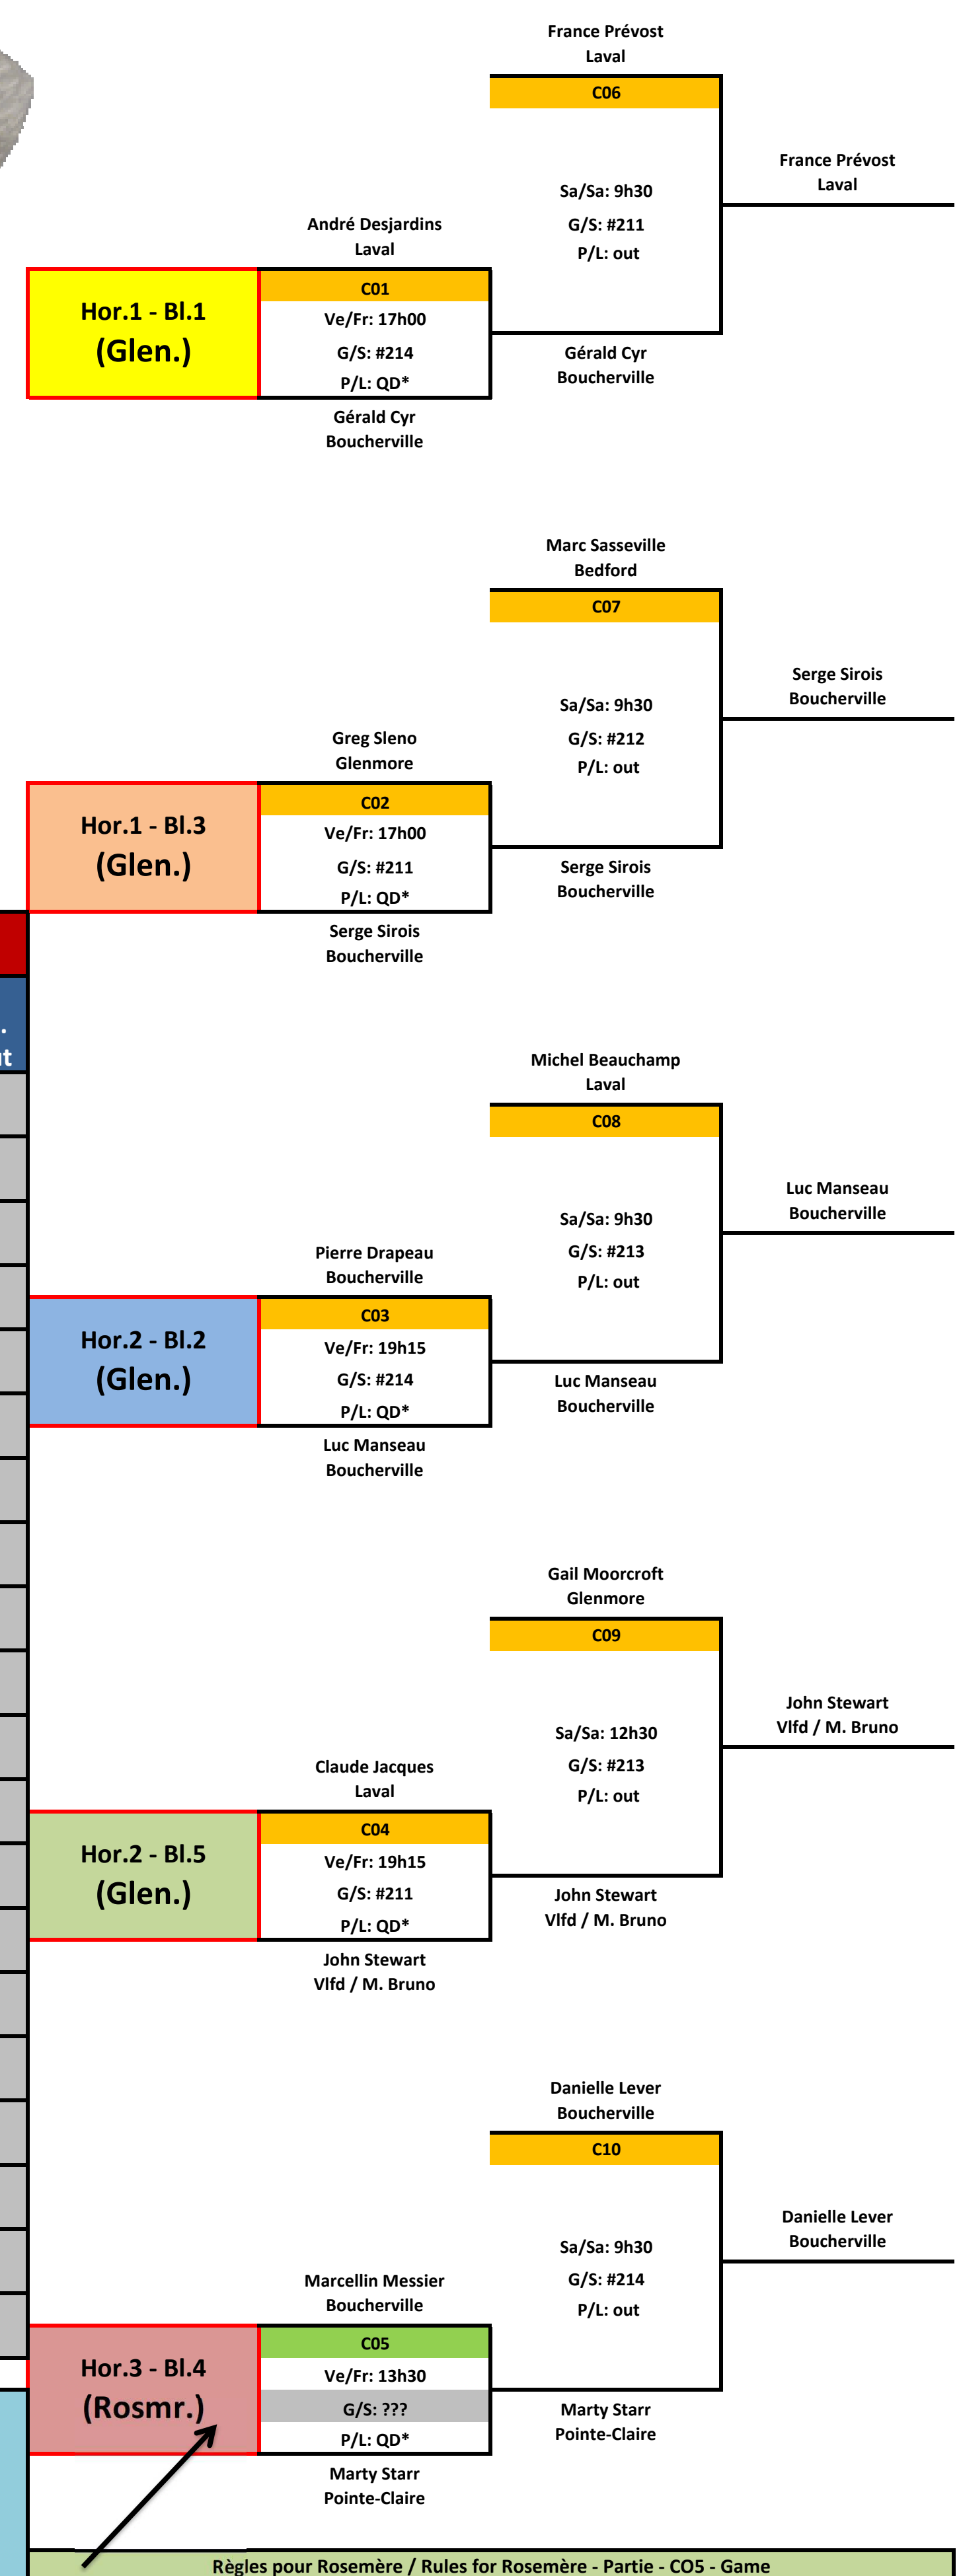 France Prévost
Laval
C06
Sa/Sa: 9h30
G/S: #211
P/L: out
France Prévost
Laval
André Desjardins
Laval
Hor.1 - Bl.1
(Glen.)
C01
Ve/Fr: 17h00
G/S: #214
P/L: QD*
Gérald Cyr
Boucherville
Gérald Cyr
Boucherville
Marc Sasseville
Bedford
C07
Sa/Sa: 9h30
G/S: #212
P/L: out
Serge Sirois
Boucherville
Greg Sleno
Glenmore
Hor.1 - Bl.3
(Glen.)
C02
Ve/Fr: 17h00
G/S: #211
P/L: QD*
Serge Sirois
Boucherville
Serge Sirois
Boucherville
Michel Beauchamp
Laval
C08
Sa/Sa: 9h30
G/S: #213
P/L: out
Luc Manseau
Boucherville
Pierre Drapeau
Boucherville
Hor.2 - Bl.2
(Glen.)
C03
Ve/Fr: 19h15
G/S: #214
P/L: QD*
Luc Manseau
Boucherville
Luc Manseau
Boucherville
Gail Moorcroft
Glenmore
C09
Sa/Sa: 12h30
G/S: #213
P/L: out
John Stewart
Vlfd / M. Bruno
Claude Jacques
Laval
Hor.2 - Bl.5
(Glen.)
C04
Ve/Fr: 19h15
G/S: #211
P/L: QD*
John Stewart
Vlfd / M. Bruno
John Stewart
Vlfd / M. Bruno
Danielle Lever
Boucherville
C10
Sa/Sa: 9h30
G/S: #214
P/L: out
Danielle Lever
Boucherville
Marcellin Messier
Boucherville
Hor.3 - Bl.4
(Rosmr.)
C05
Ve/Fr: 13h30
G/S: ???
P/L: QD*
Marty Starr
Pointe-Claire
Marty Starr
Pointe-Claire
Règles pour Rosemère / Rules for Rosemère - Partie - CO5 - Game